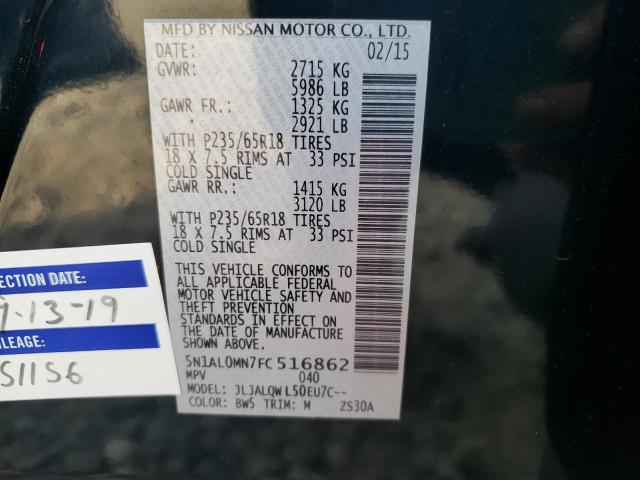 MFD BY NISSAN MOTOR CO., LTD.
DATE: 02/15
GVWR: 2715 KG
5986 LB
GAWR FR.: 1325 KG
2921 LB
WITH P235/65R18 TIRES
18 X 7.5 RIMS AT 33 PSI
COLD SINGLE
GAWR RR.: 1415 KG
3120 LB
WITH P235/65R18 TIRES
18 X 7.5 RIMS AT 33 PSI
COLD SINGLE
THIS VEHICLE CONFORMS TO
ALL APPLICABLE FEDERAL
MOTOR VEHICLE SAFETY AND
THEFT PREVENTION
STANDARDS IN EFFECT ON
THE DATE OF MANUFACTURE
SHOWN ABOVE.
5N1AL0MN7FC516862
MPV 040
MODEL: JL3ALQWL50EU7C--
COLOR: BW5 TRIM: M ZS30A
ECTION DATE:
-13-19
LEAGE:
51156